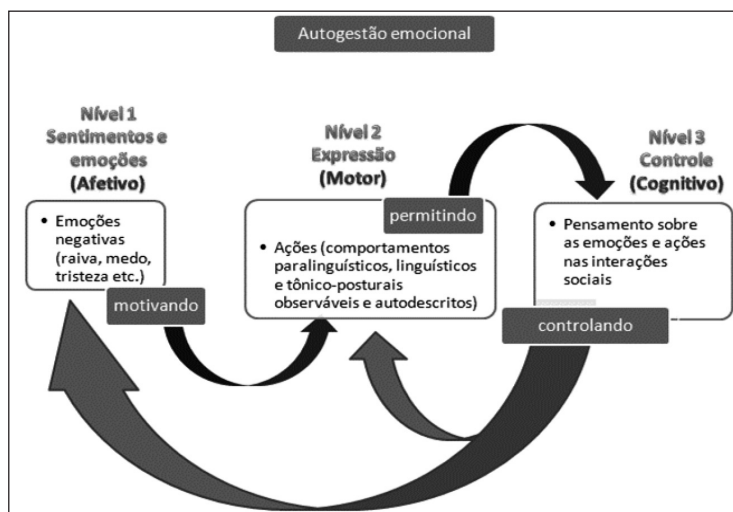 Autogestão emocional
Nível 1
Sentimentos e
emoções
(Afetivo)
• Emoções
negativas
(raiva, medo,
tristeza etc.)
motivando
Nível 2
Expressão
(Motor)
permitindo
• Ações (comportamentos
paralinguísticos, linguísticos
e tônico-posturais
observáveis e autodescritos)
Nível 3
Controle
(Cognitivo)
• Pensamento sobre
as emoções e ações
nas interações
sociais
controlando